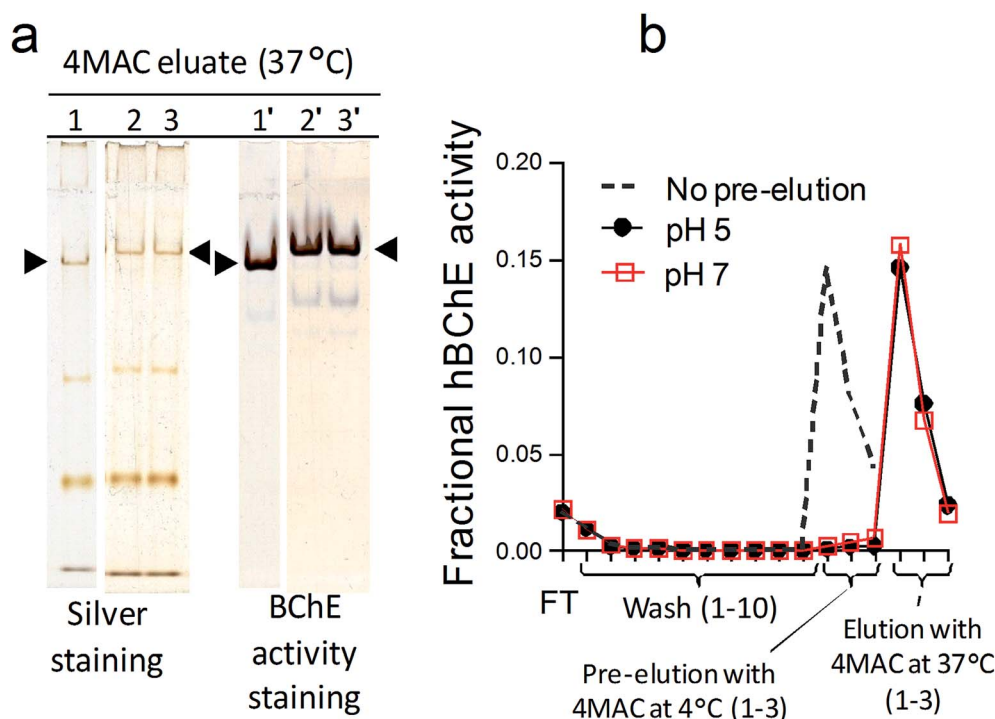 a
4MAC eluate (37°C)
1 2 3 1' 2' 3'
Silver
staining
BChE
activity
staining
b
Fractional hBChE activity
0.20
0.15
0.10
0.05
0.00
No pre-elution
pH 5
pH 7
FT
Wash (1-10)
Pre-elution with
4MAC at 4°C (1-3)
Elution with
4MAC at 37°C
(1-3)